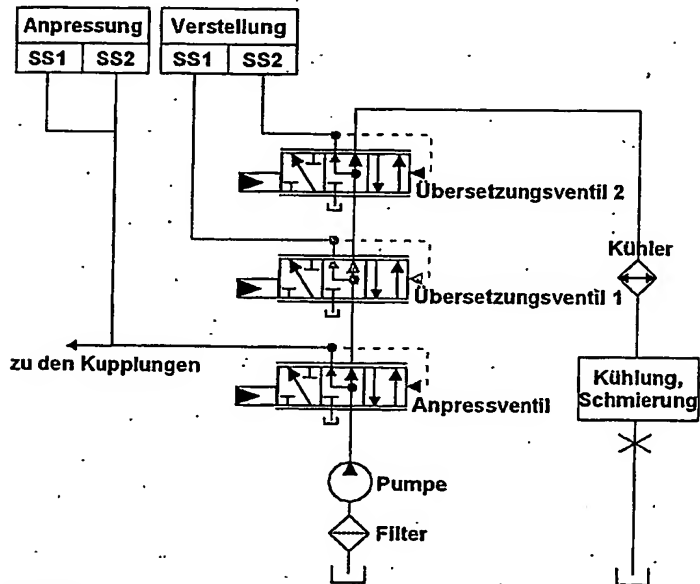 Anpressung
Verstellung
SS1 SS2
SS1 SS2
Übersetzungsventil 2
Kühler
Übersetzungsventil 1
zu den Kupplungen
Kühlung,
Schmierung
Anpressventil
Pumpe
Filter